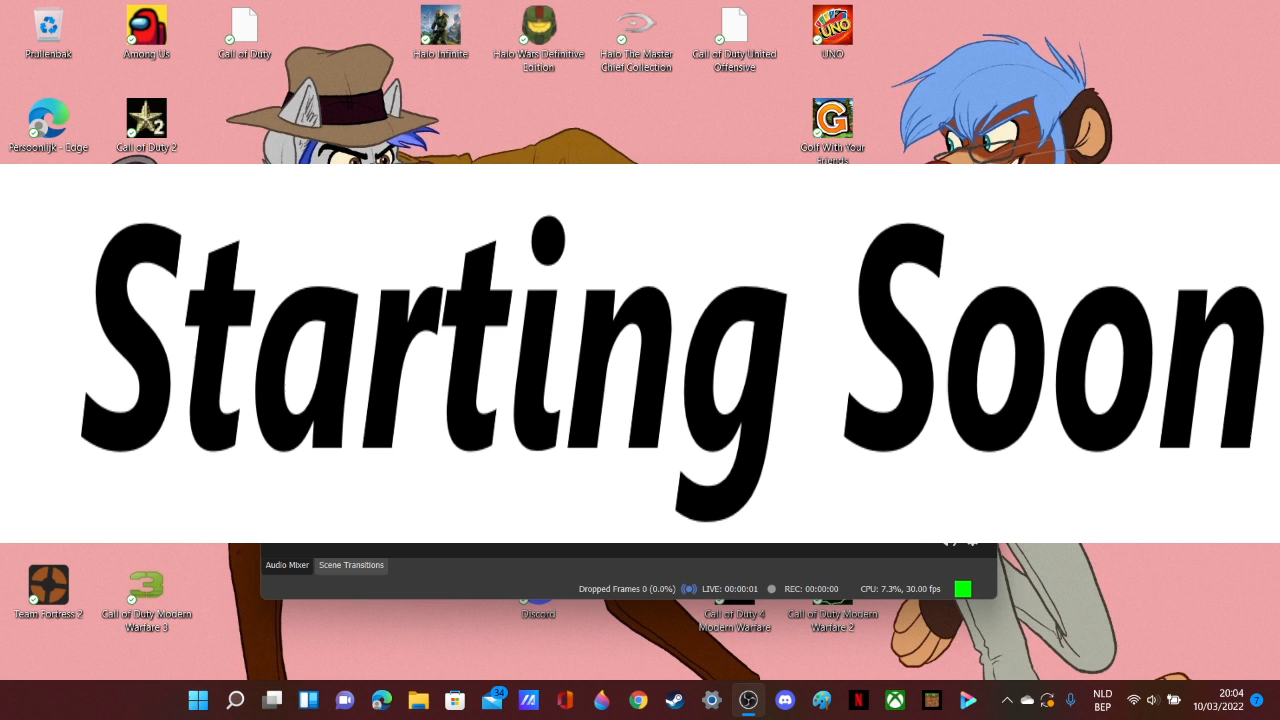 Prullenbak
Among Us
Call of Duty
Halo Infinite
Halo Wars Definitive
Edition
Halo The Master
Chief Collection
Call of Duty United
Offensive
UNO
Persoonlijk - Edge
2
Call of Duty 2
G
Golf With Your
Friends
Starting Soon
Audio Mixer
Scene Transitions
Dropped Frames 0 (0.0%)
LIVE: 00:00:01
REC: 00:00:00
CPU: 7.3%, 30.00 fps
Team Fortress 2
3
Call of Duty Modern
Warfare 3
Discord
Call of Duty 4
Modern Warfare
Call of Duty Modern
Warfare 2
34
N
NLD
BEP
20:04
10/03/2022
7